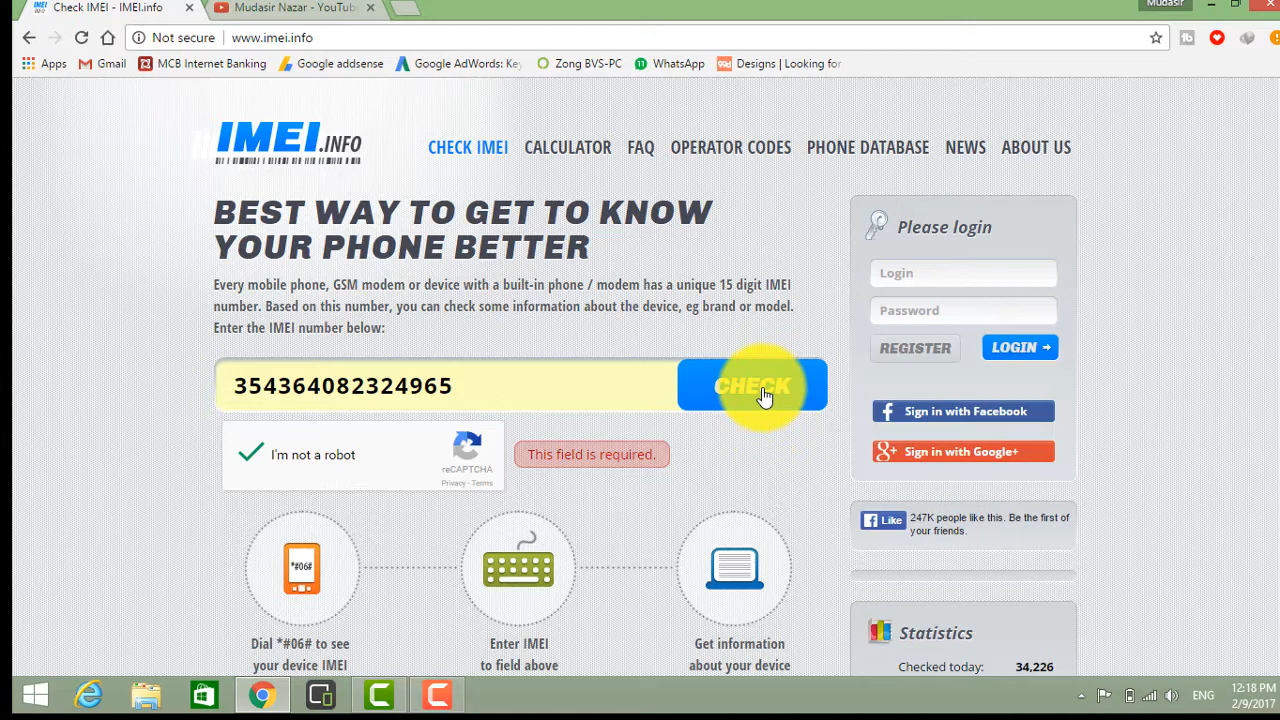 Check IMEI - IMEI.info
Mudasir Nazar - YouTub
Mudasir
Not secure
www.imei.info
Apps
Gmail
MCB Internet Banking
Google addsense
Google AdWords: Key
Zong BVS-PC
WhatsApp
Designs | Looking for
IMEI.INFO
CHECK IMEI
CALCULATOR
FAQ
OPERATOR CODES
PHONE DATABASE
NEWS
ABOUT US
BEST WAY TO GET TO KNOW
YOUR PHONE BETTER
Every mobile phone, GSM modem or device with a built-in phone / modem has a unique 15 digit IMEI
number. Based on this number, you can check some information about the device, eg brand or model.
Enter the IMEI number below:
354364082324965
CHECK
I'm not a robot
reCAPTCHA
Privacy - Terms
This field is required.
*#06#
Dial *#06# to see
your device IMEI
Enter IMEI
to field above
Get information
about your device
Please login
Login
Password
REGISTER
LOGIN
Sign in with Facebook
Sign in with Google+
Like
247K people like this. Be the first of
your friends.
Statistics
Checked today:
34,226
ENG
12:18 PM
2/9/2017